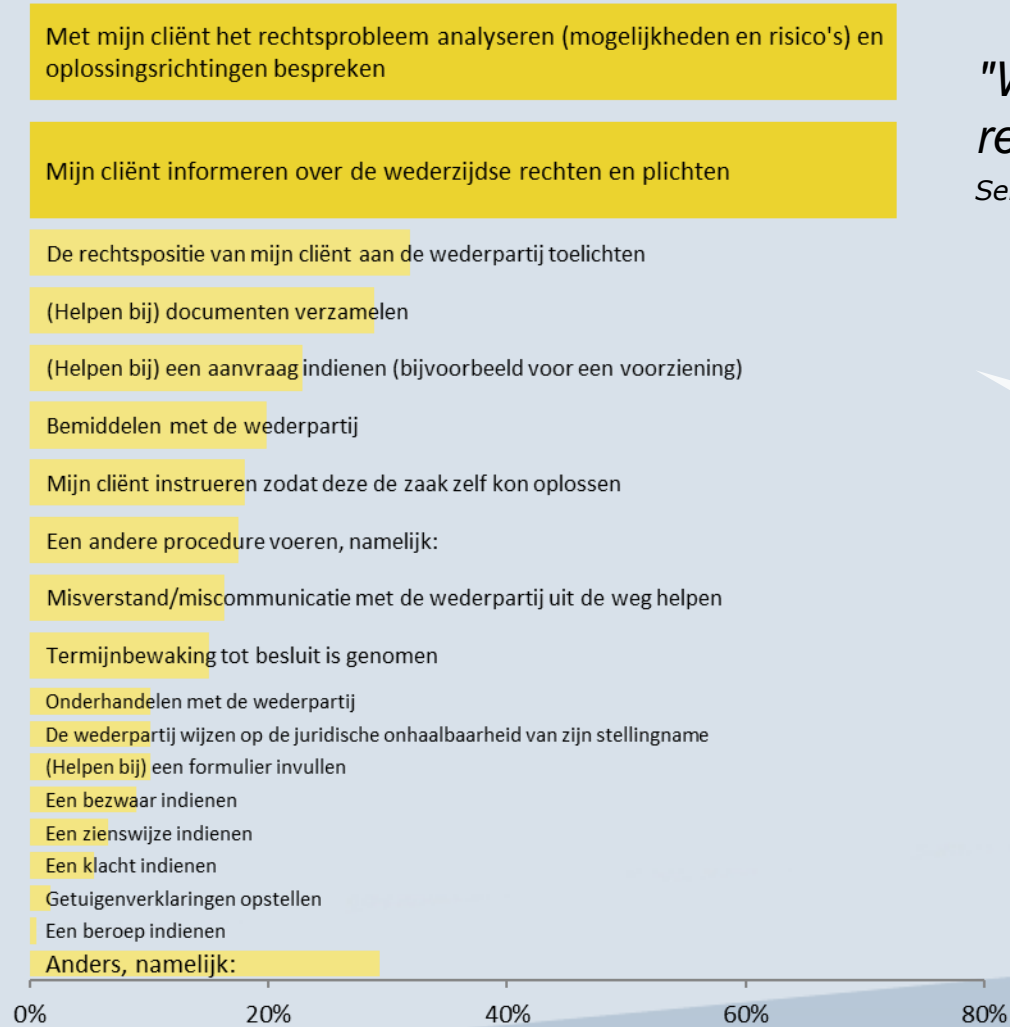 Met mijn cliënt het rechtsprobleem analyseren (mogelijkheden en risico's) en
oplossingsrichtingen bespreken
Mijn cliënt informeren over de wederzijdse rechten en plichten
De rechtspositie van mijn cliënt aan de wederpartij toelichten
(Helpen bij) documenten verzamelen
(Helpen bij) een aanvraag indienen (bijvoorbeeld voor een voorziening)
Bemiddelen met de wederpartij
Mijn cliënt instrueren zodat deze de zaak zelf kon oplossen
Een andere procedure voeren, namelijk:
Misverstand/miscommunicatie met de wederpartij uit de weg helpen
Termijnbewaking tot besluit is genomen
Onderhandelen met de wederpartij
De wederpartij wijzen op de juridische onhaalbaarheid van zijn stellingname
(Helpen bij) een formulier invullen
Een bezwaar indienen
Een zienswijze indienen
Een klacht indienen
Getuigenverklaringen opstellen
Een beroep indienen
Anders, namelijk:
0% 20% 40% 60% 80%